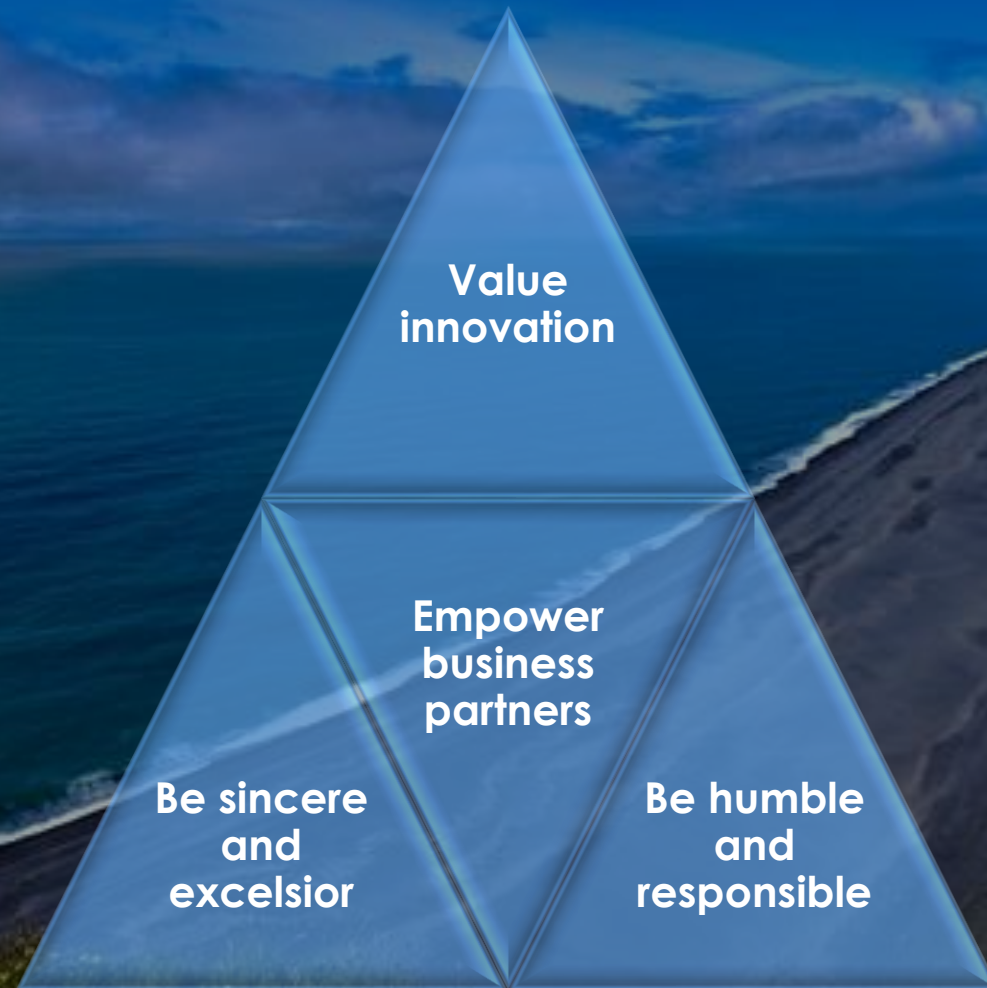 Value
innovation
Empower
business
partners
Be sincere
and
excelsior
Be humble
and
responsible